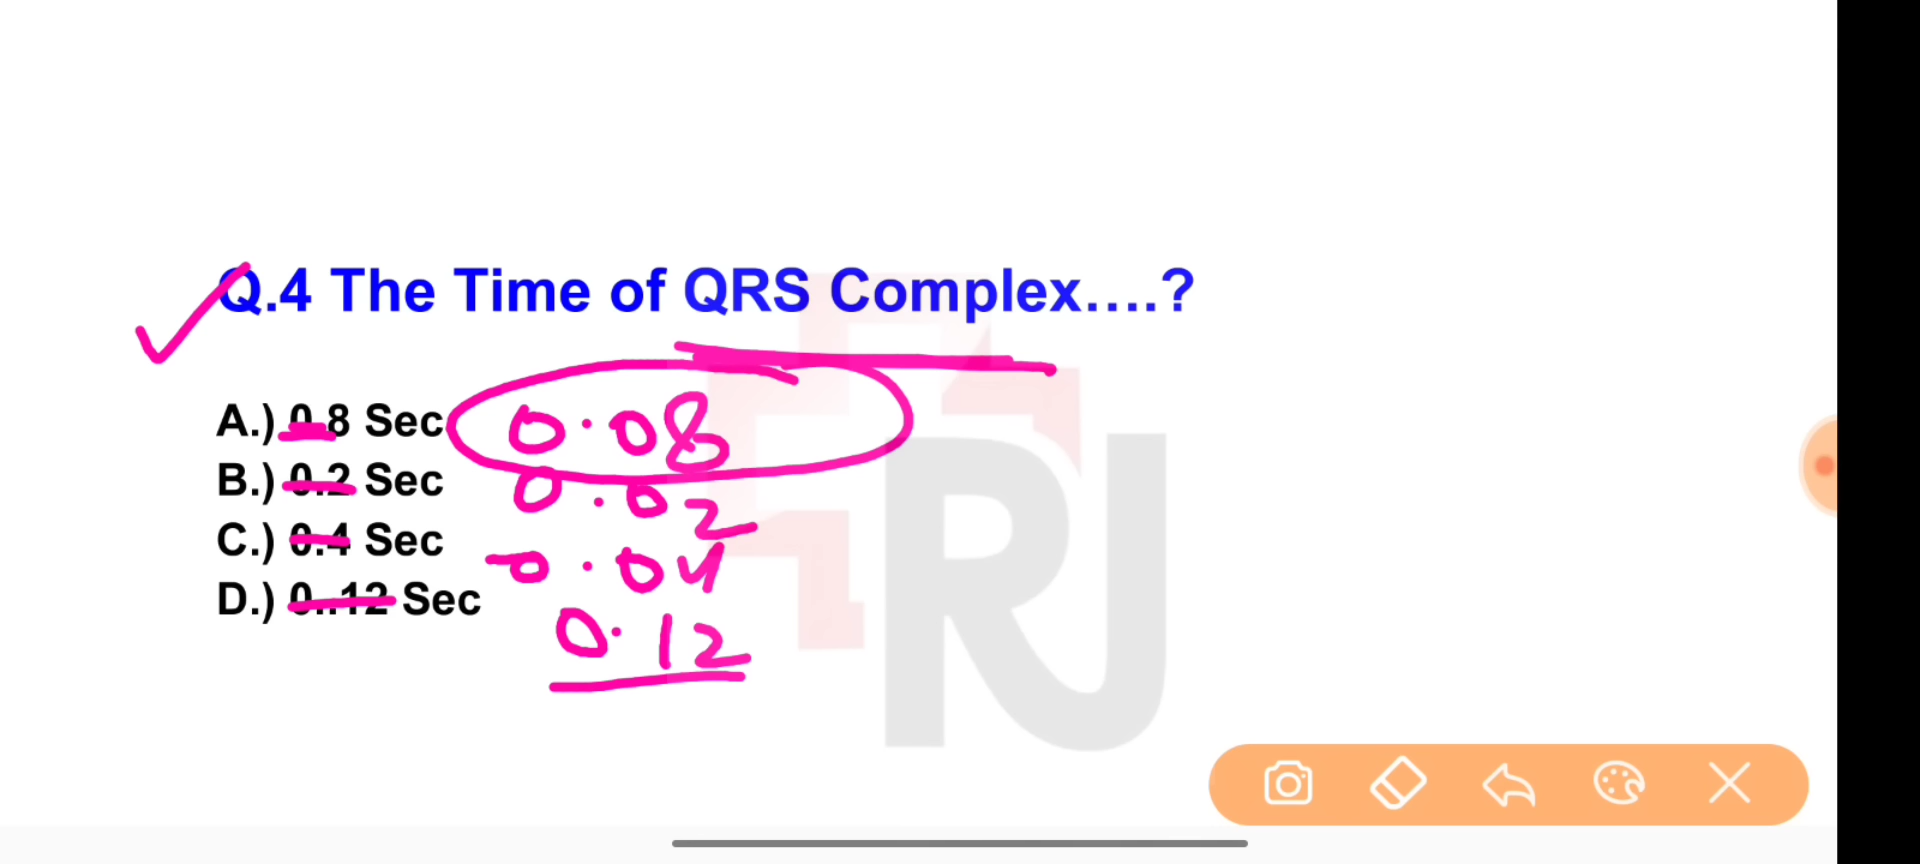 Q.4 The Time of QRS Complex....?
A.) 0.8 Sec 0.08
B.) 0.2 Sec 0.02
C.) 0.4 Sec 0.04
D.) 0..12 Sec 0.12
RJ